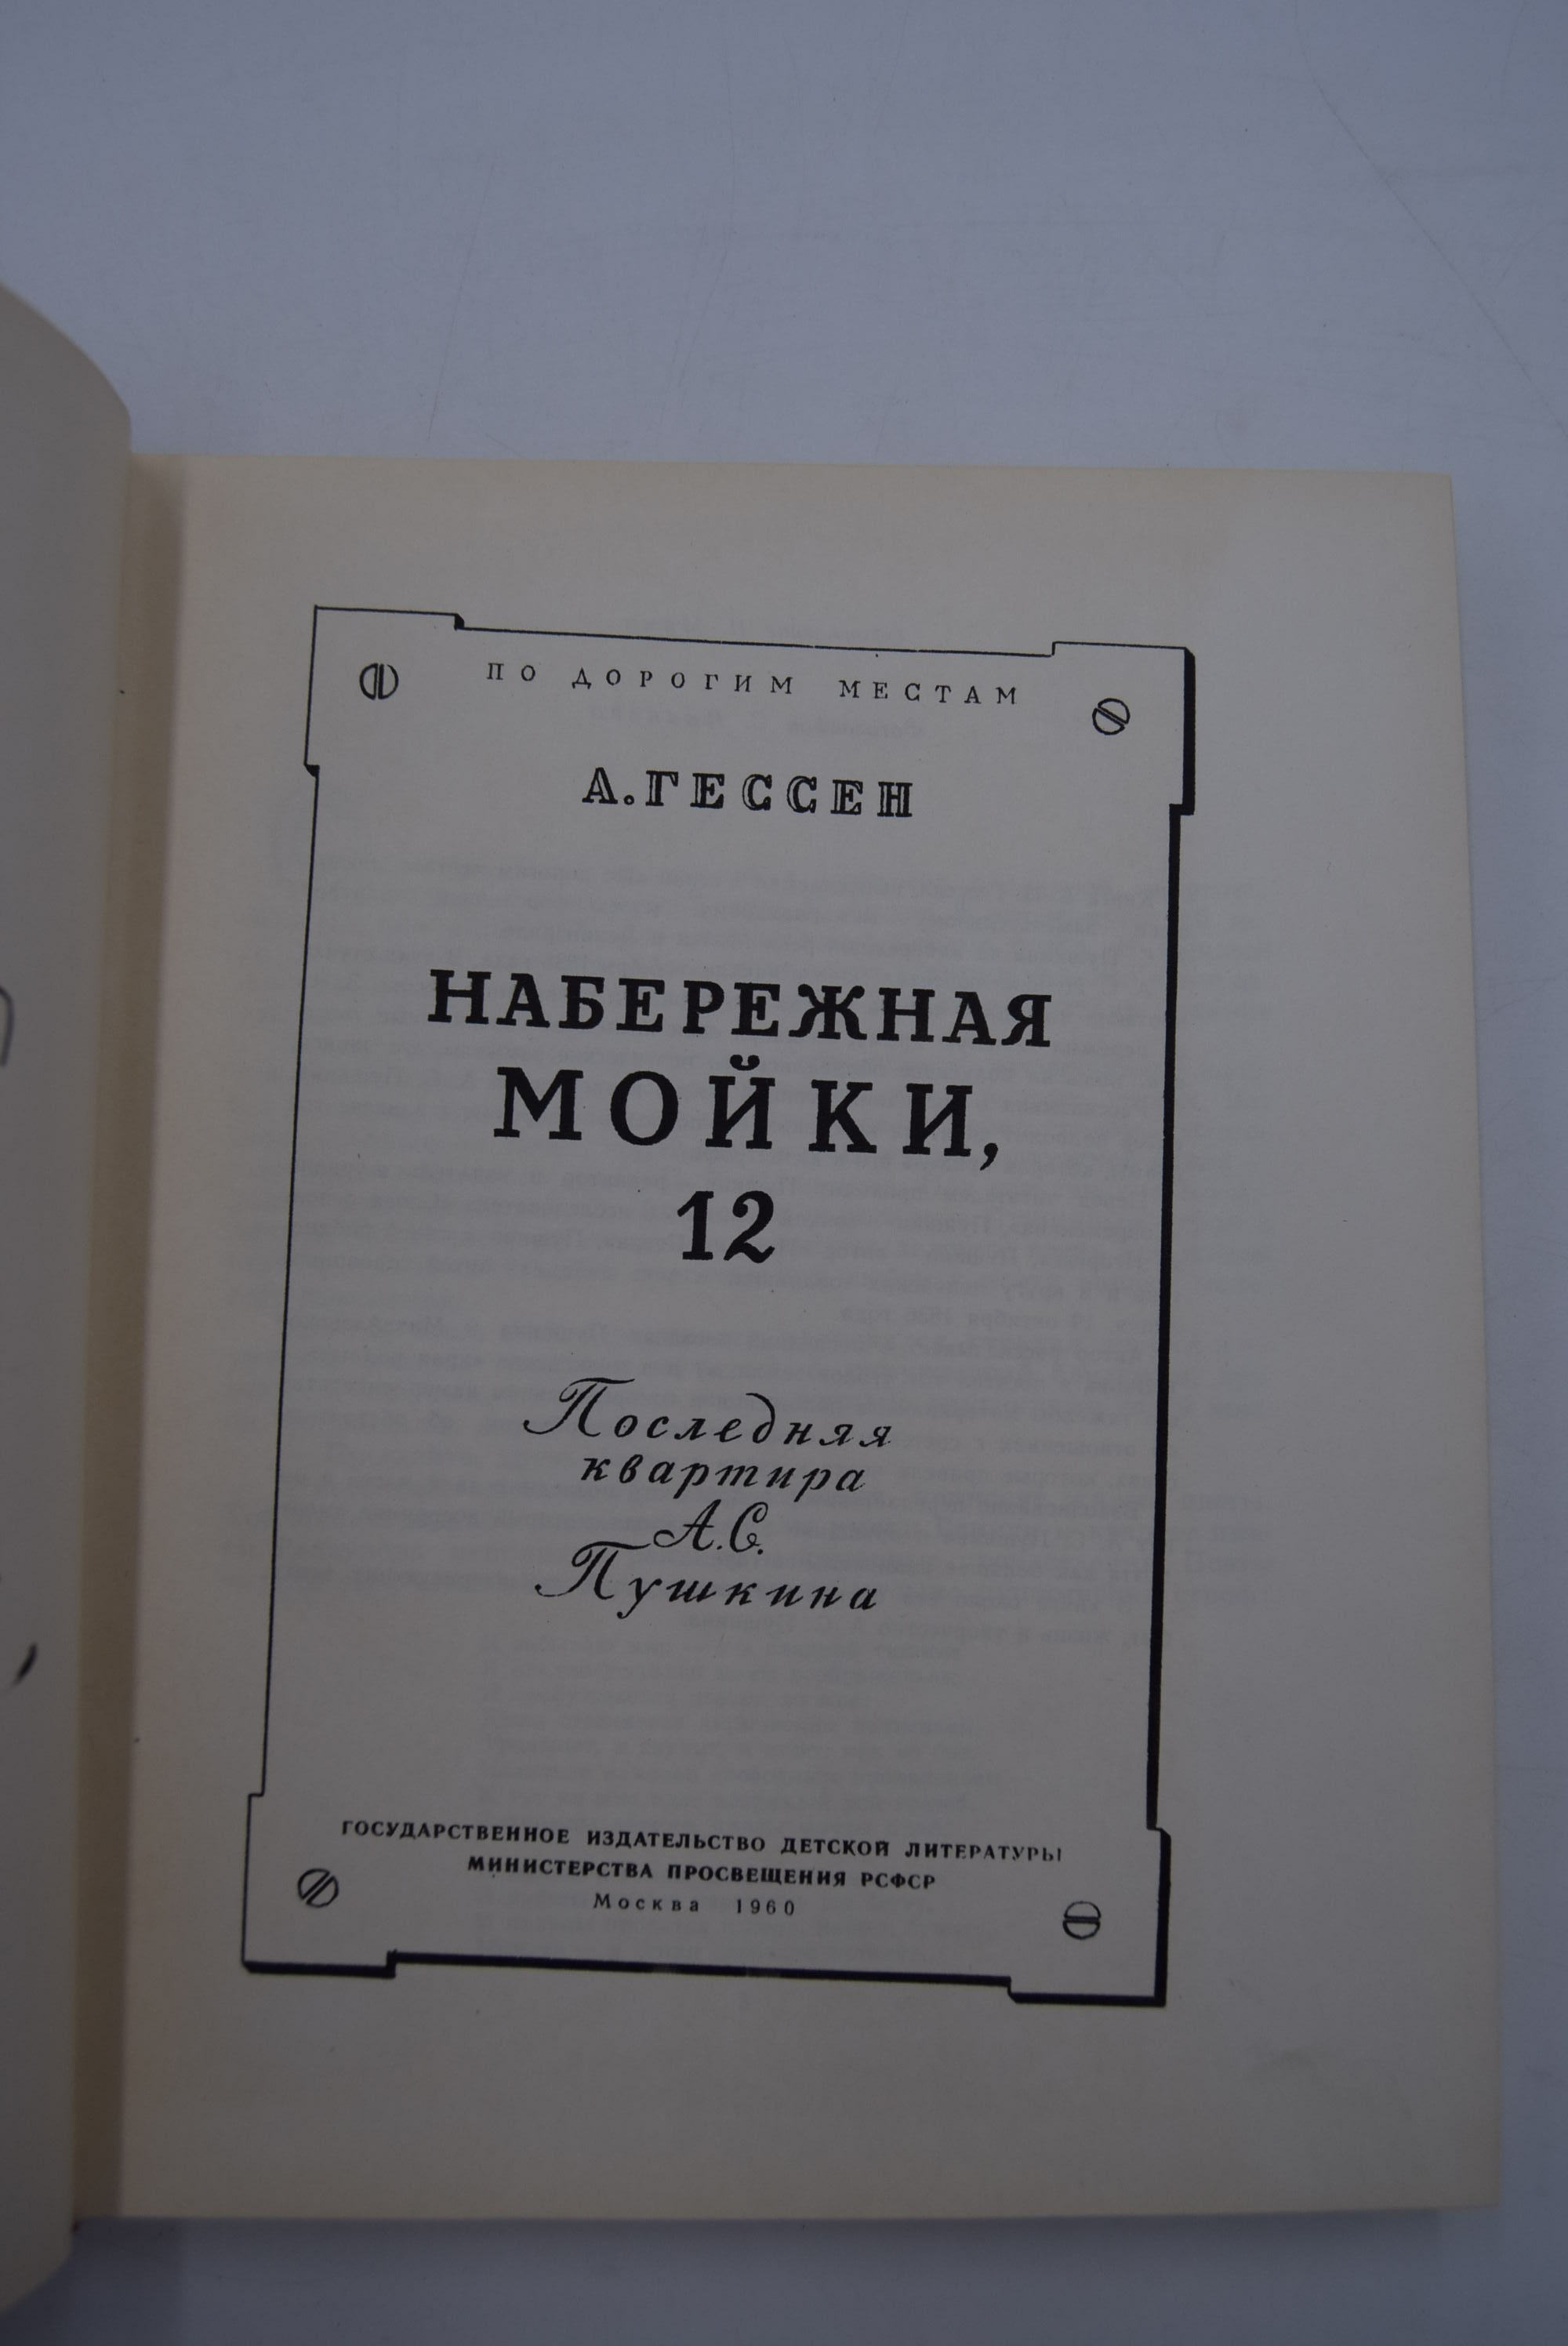 ПО ДОРОГИМ МЕСТАМ
А. ГЕССЕН
НАБЕРЕЖНАЯ
МОЙКИ,
12
Последняя
квартира
А.С.
Пушкина
ГОСУДАРСТВЕННОЕ ИЗДАТЕЛЬСТВО ДЕТСКОЙ ЛИТЕРАТУРЫ
МИНИСТЕРСТВА ПРОСВЕЩЕНИЯ РСФСР
Москва 1960